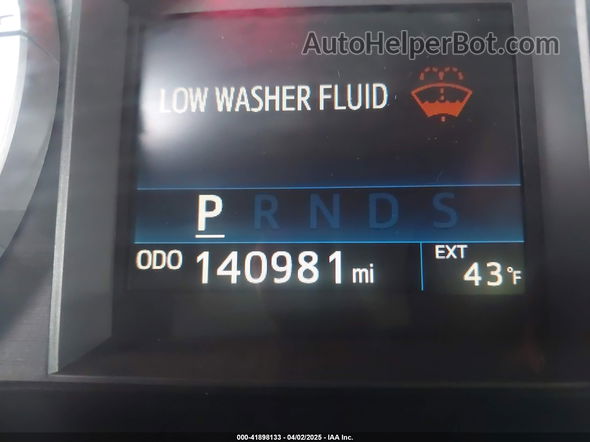 AutoHelperBot.com
LOW WASHER FLUID
P R N D S
ODO 140981 mi
EXT
43°F
000-41898133 - 04/02/2025 - IAA Inc.